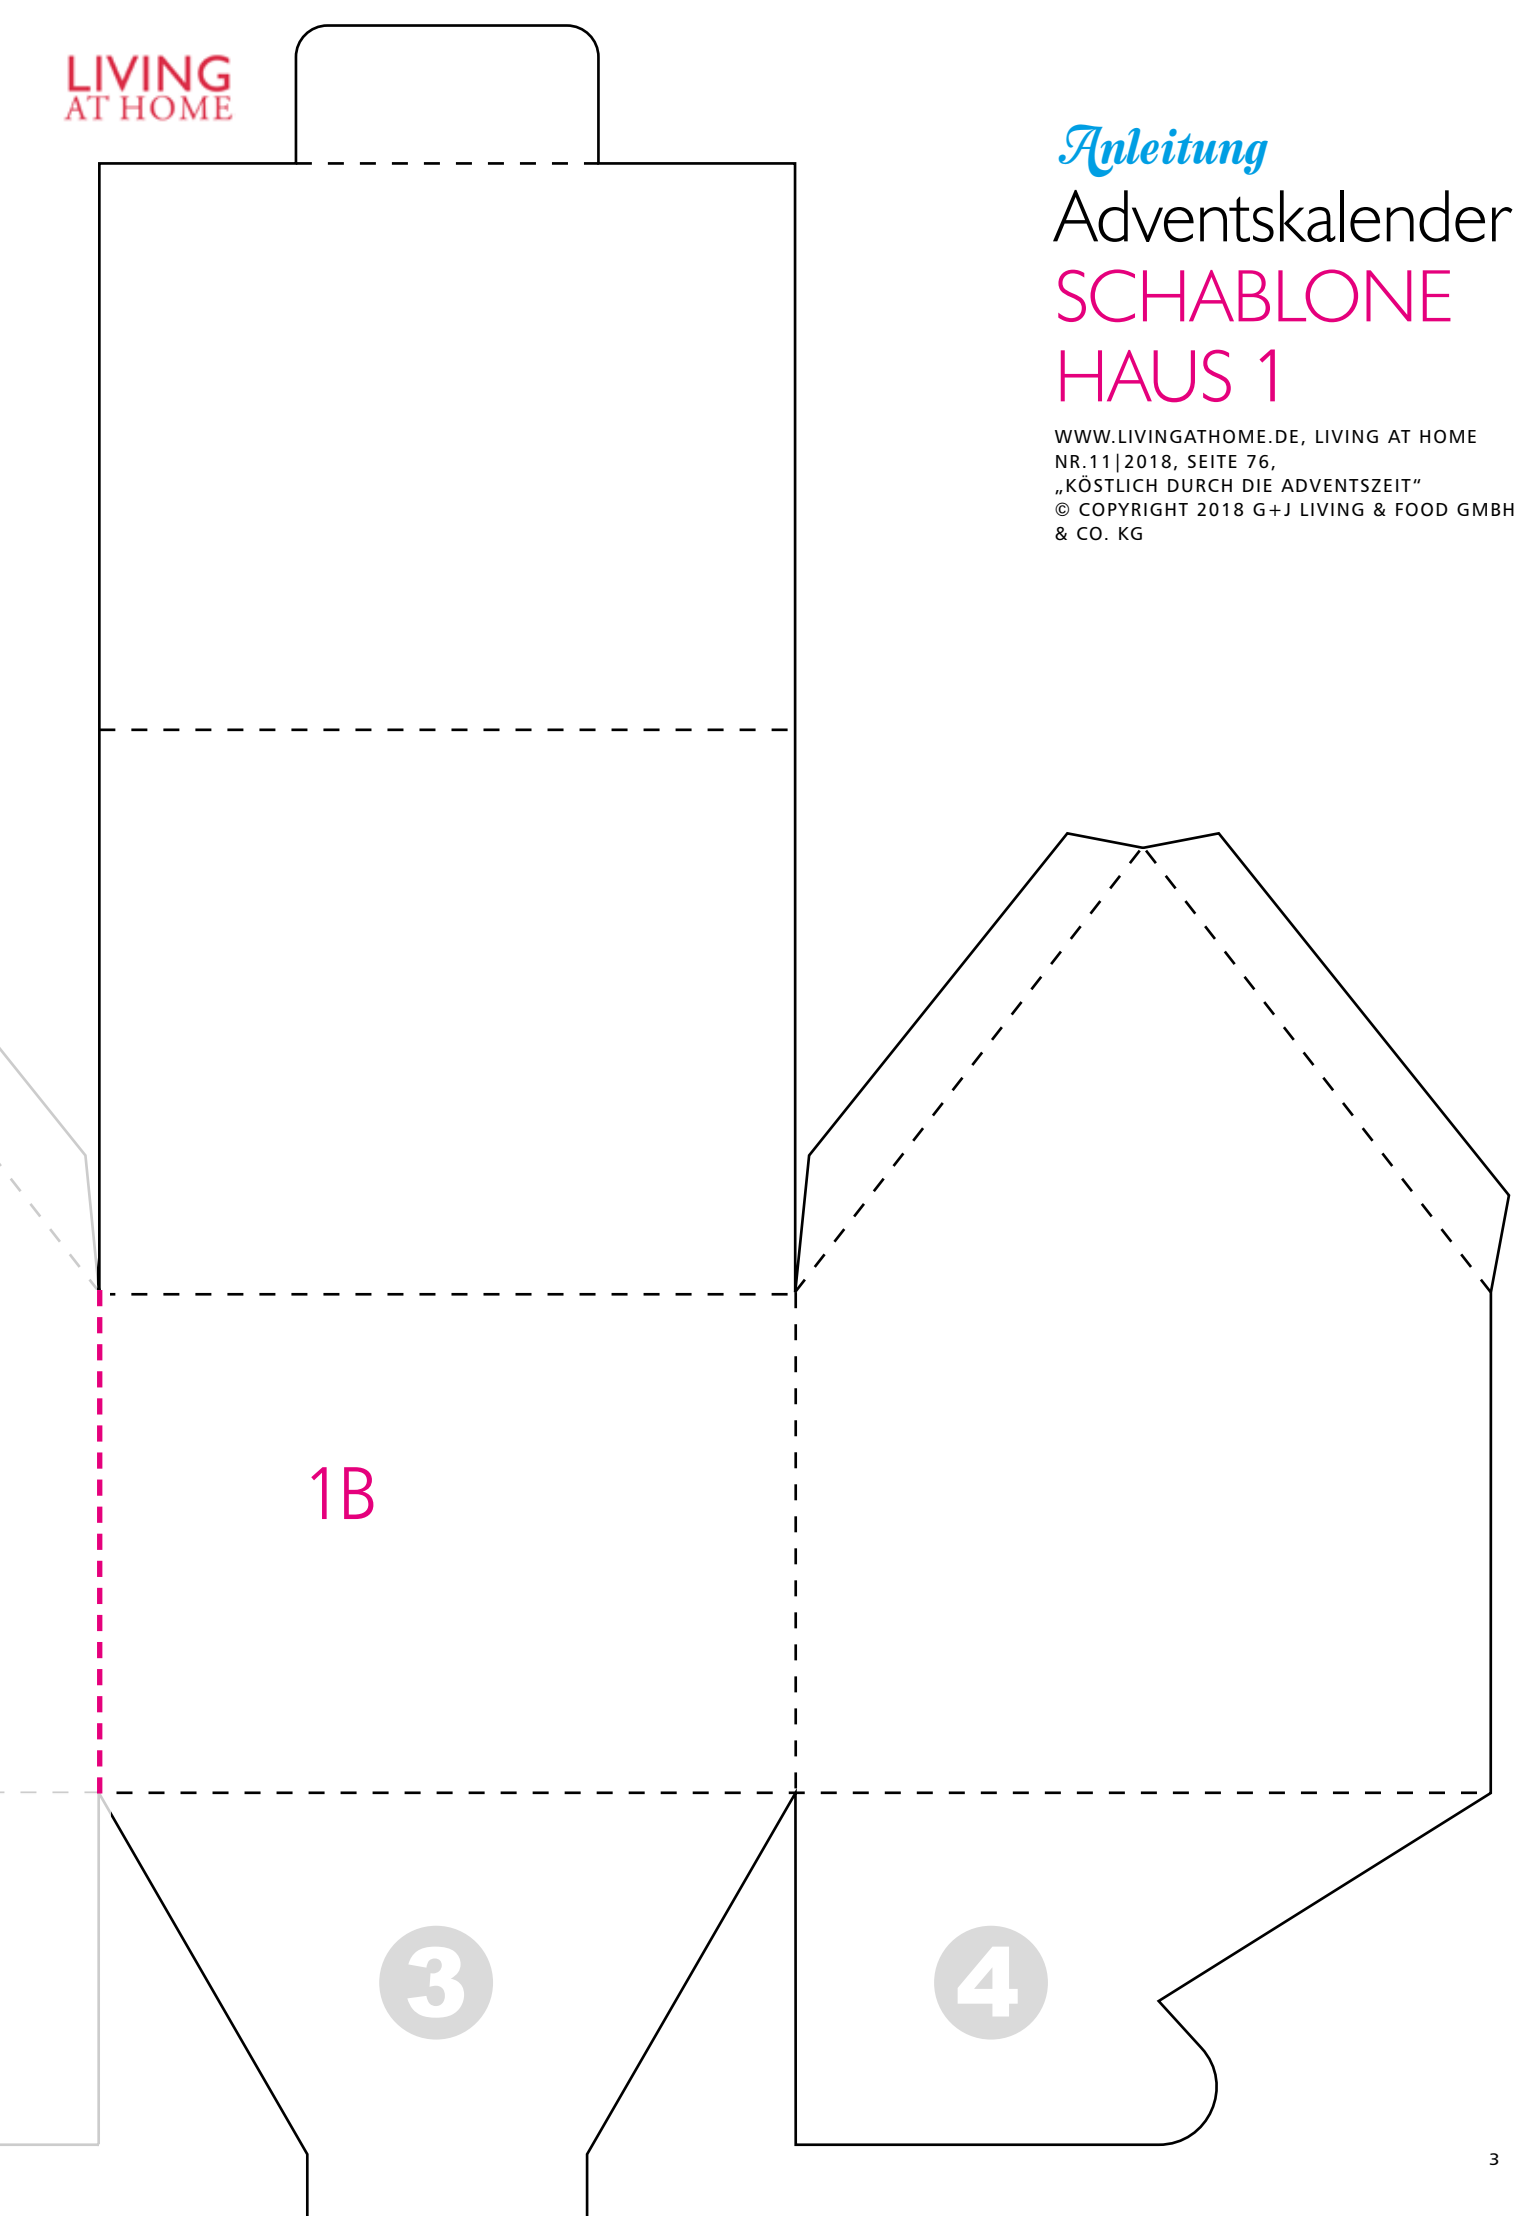 LIVING
AT HOME
Anleitung
Adventskalender
SCHABLONE
HAUS 1
WWW.LIVINGATHOME.DE, LIVING AT HOME
NR.11|2018, SEITE 76,
„KÖSTLICH DURCH DIE ADVENTSZEIT“
© COPYRIGHT 2018 G+J LIVING & FOOD GMBH
& CO. KG
1B
3
4
3